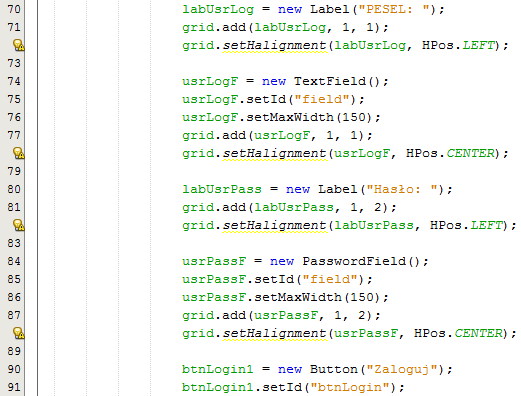 70 labUsrLog = new Label("PESEL: ");
71 grid.add(labUsrLog, 1, 1);
grid.setHalignment(labUsrLog, HPos.LEFT);
73
74 usrLogF = new TextField();
75 usrLogF.setId("field");
76 usrLogF.setMaxWidth(150);
77 grid.add(usrLogF, 1, 1);
grid.setHalignment(usrLogF, HPos.CENTER);
79
80 labUsrPass = new Label("Hasło: ");
81 grid.add(labUsrPass, 1, 2);
grid.setHalignment(labUsrPass, HPos.LEFT);
83
84 usrPassF = new PasswordField();
85 usrPassF.setId("field");
86 usrPassF.setMaxWidth(150);
87 grid.add(usrPassF, 1, 2);
grid.setHalignment(usrPassF, HPos.CENTER);
89
90 btnLogin1 = new Button("Zaloguj");
91 btnLogin1.setId("btnLogin");